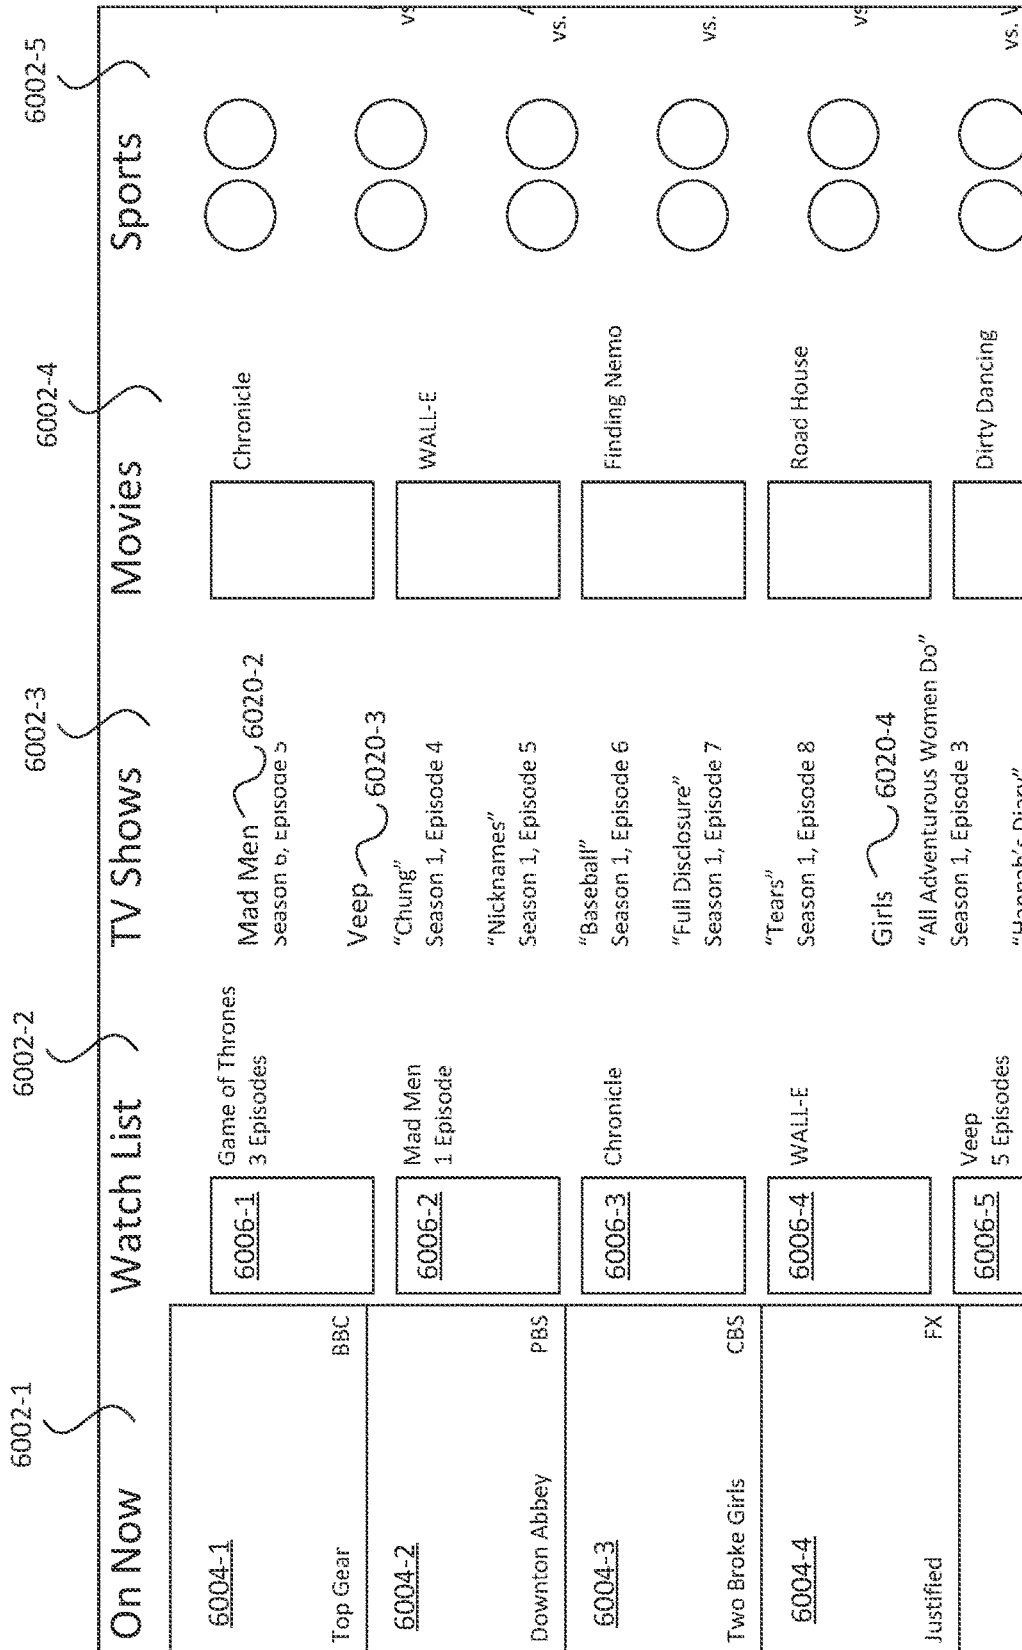 6002-1
6002-2
6002-3
6002-4
6002-5
On Now
Watch List
TV Shows
Movies
Sports
6004-1
Top Gear
BBC
6004-2
Downton Abbey
PBS
6004-3
Two Broke Girls
CBS
6004-4
Justified
FX
6006-1
Game of Thrones
3 Episodes
6006-2
Mad Men
1 Episode
6006-3
Chronicle
6006-4
WALL-E
6006-5
Veep
5 Episodes
Mad Men
6020-2
Season 6, Episode 5
Veep
6020-3
“Chung”
Season 1, Episode 4
“Nicknames”
Season 1, Episode 5
“Baseball”
Season 1, Episode 6
“Full Disclosure”
Season 1, Episode 7
“Tears”
Season 1, Episode 8
Girls
6020-4
“All Adventurous Women Do”
Season 1, Episode 3
“Hannah's Diary”
Chronicle
WALL-E
Finding Nemo
Road House
Dirty Dancing
vs
vs.
vs.
vs
vs.